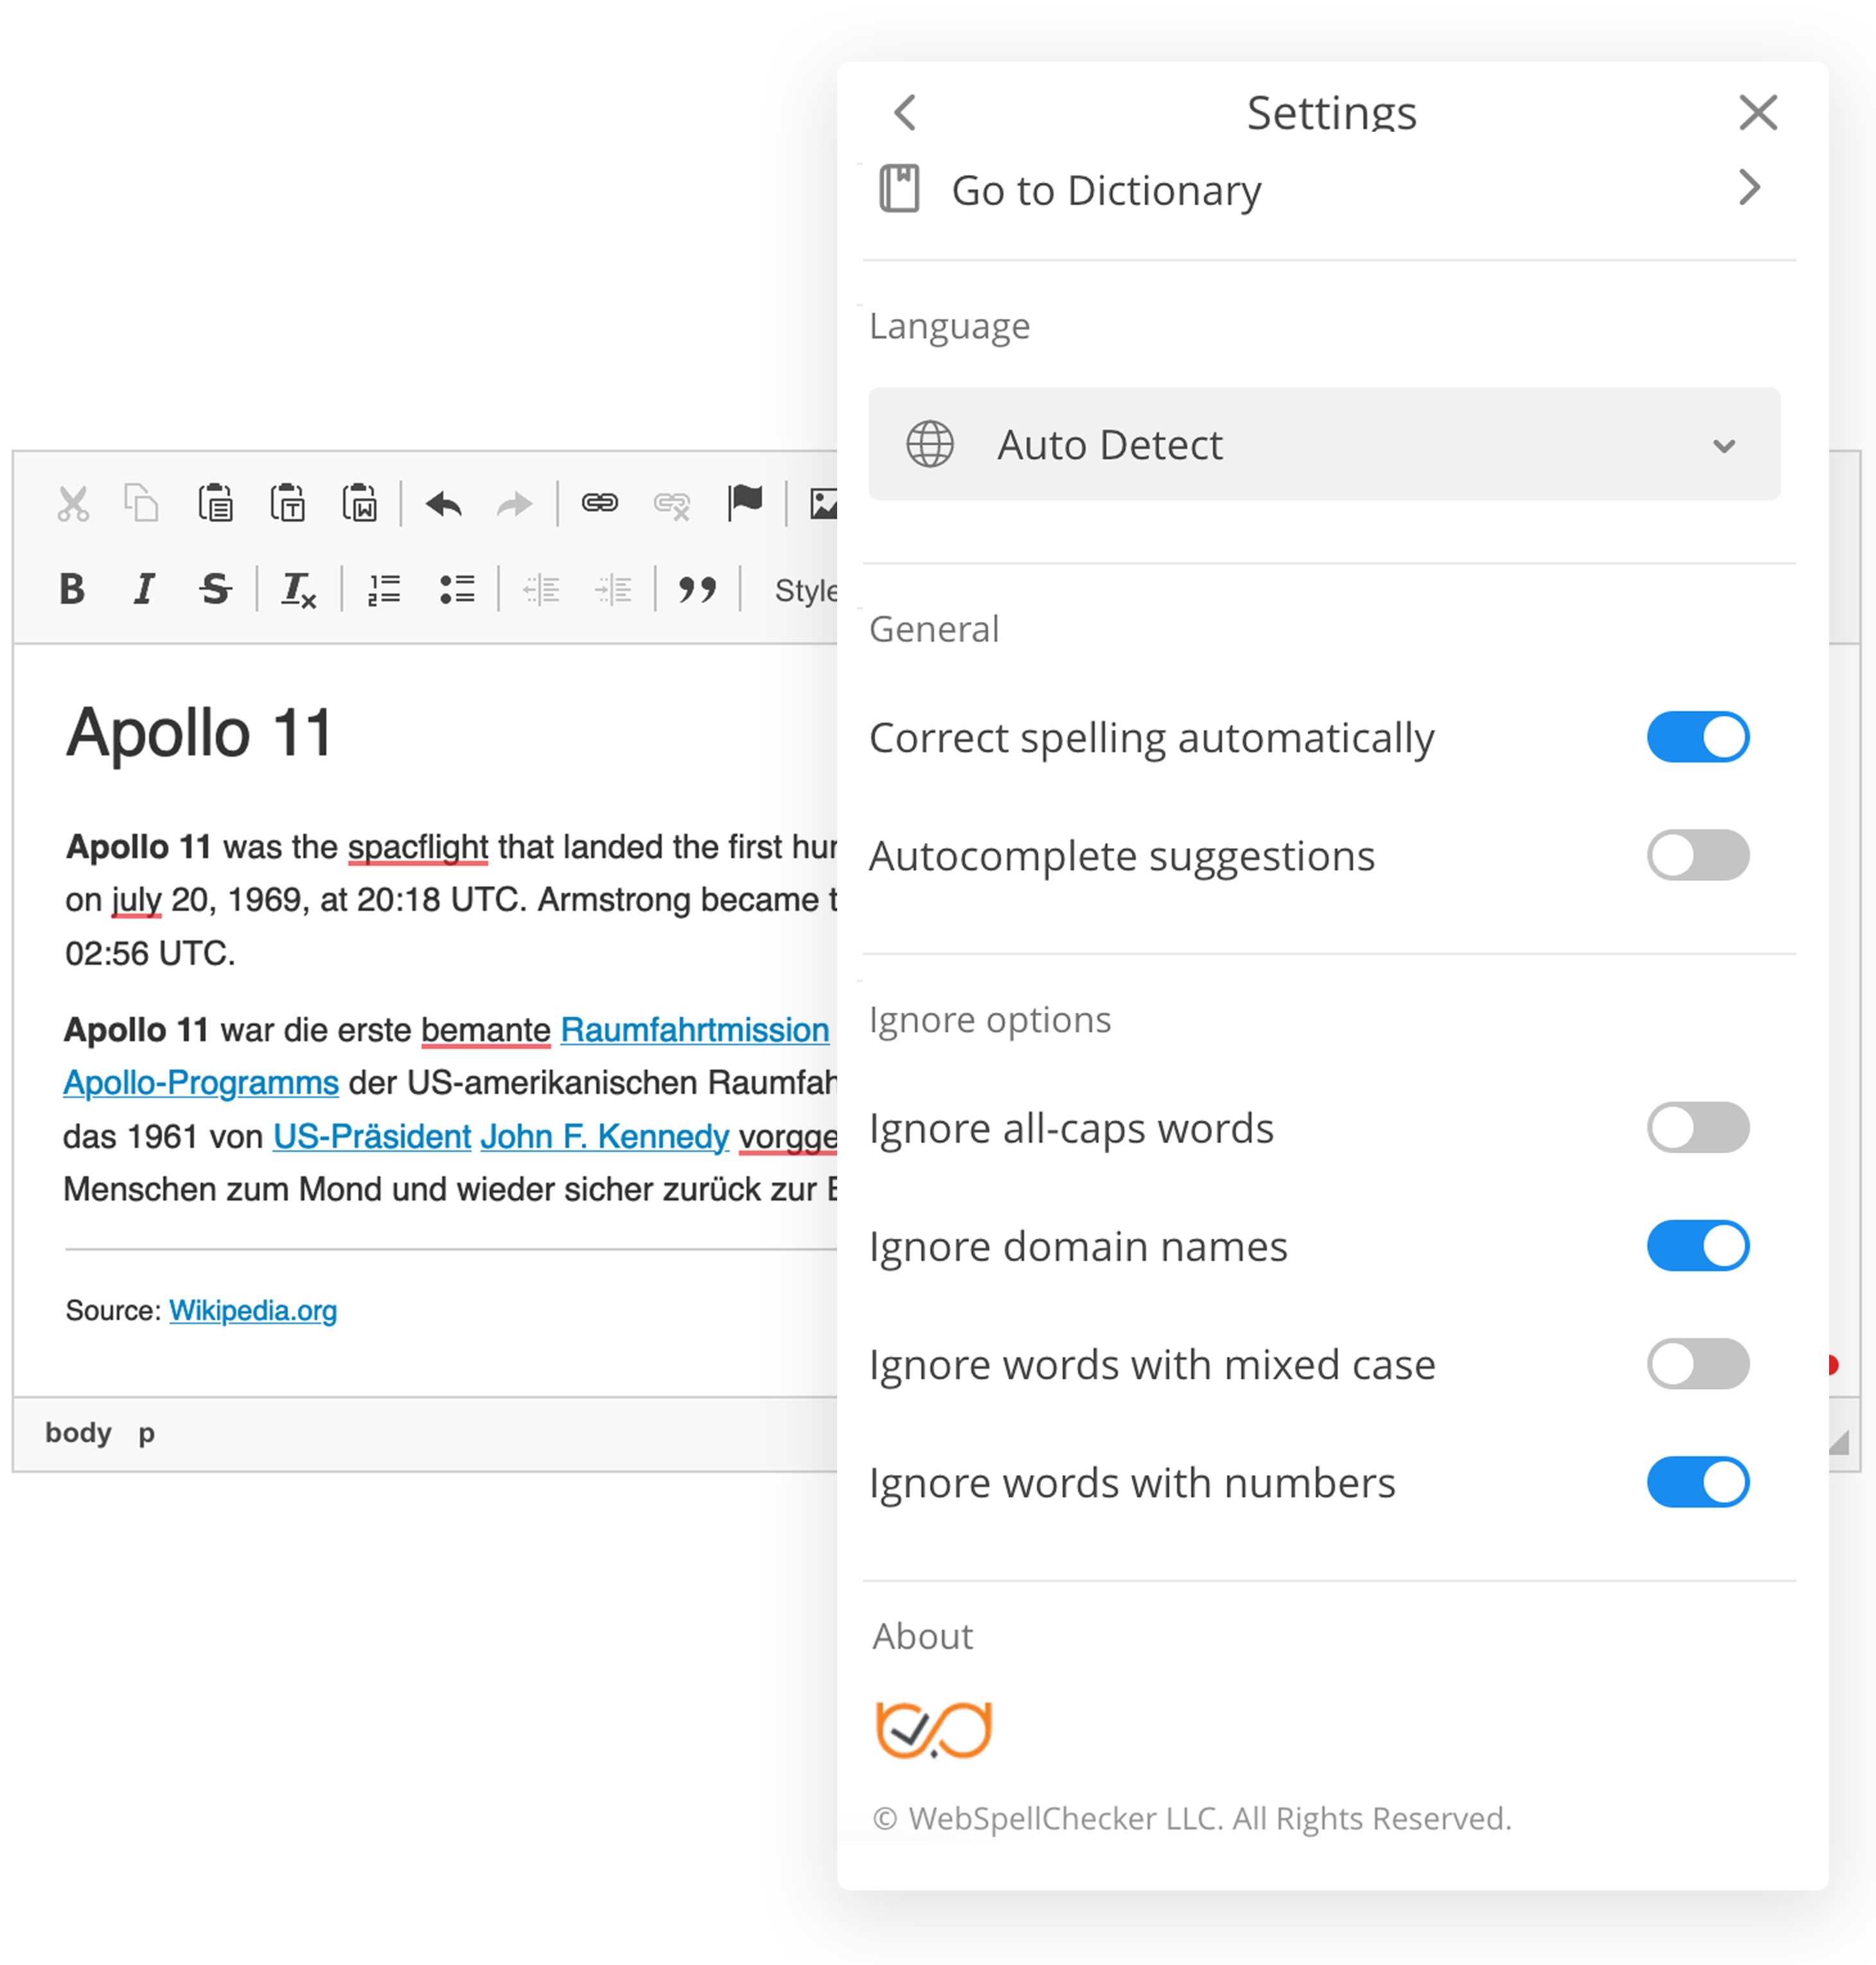 Settings
Go to Dictionary
Language
Auto Detect
General
Correct spelling automatically
Autocomplete suggestions
Ignore options
Ignore all-caps words
Ignore domain names
Ignore words with mixed case
Ignore words with numbers
About
© WebSpellChecker LLC. All Rights Reserved.
B I S
Apollo 11
Apollo 11 was the spacflight that landed the first
on july 20, 1969, at 20:18 UTC. Armstrong became
02:56 UTC.
Apollo 11 war die erste bemante Raumfahrtmission
Apollo-Programms der US-amerikanischen
das 1961 von US-Präsident John F. Kennedy
Menschen zum Mond und wieder sicher zurück zur
Source: Wikipedia.org
body p